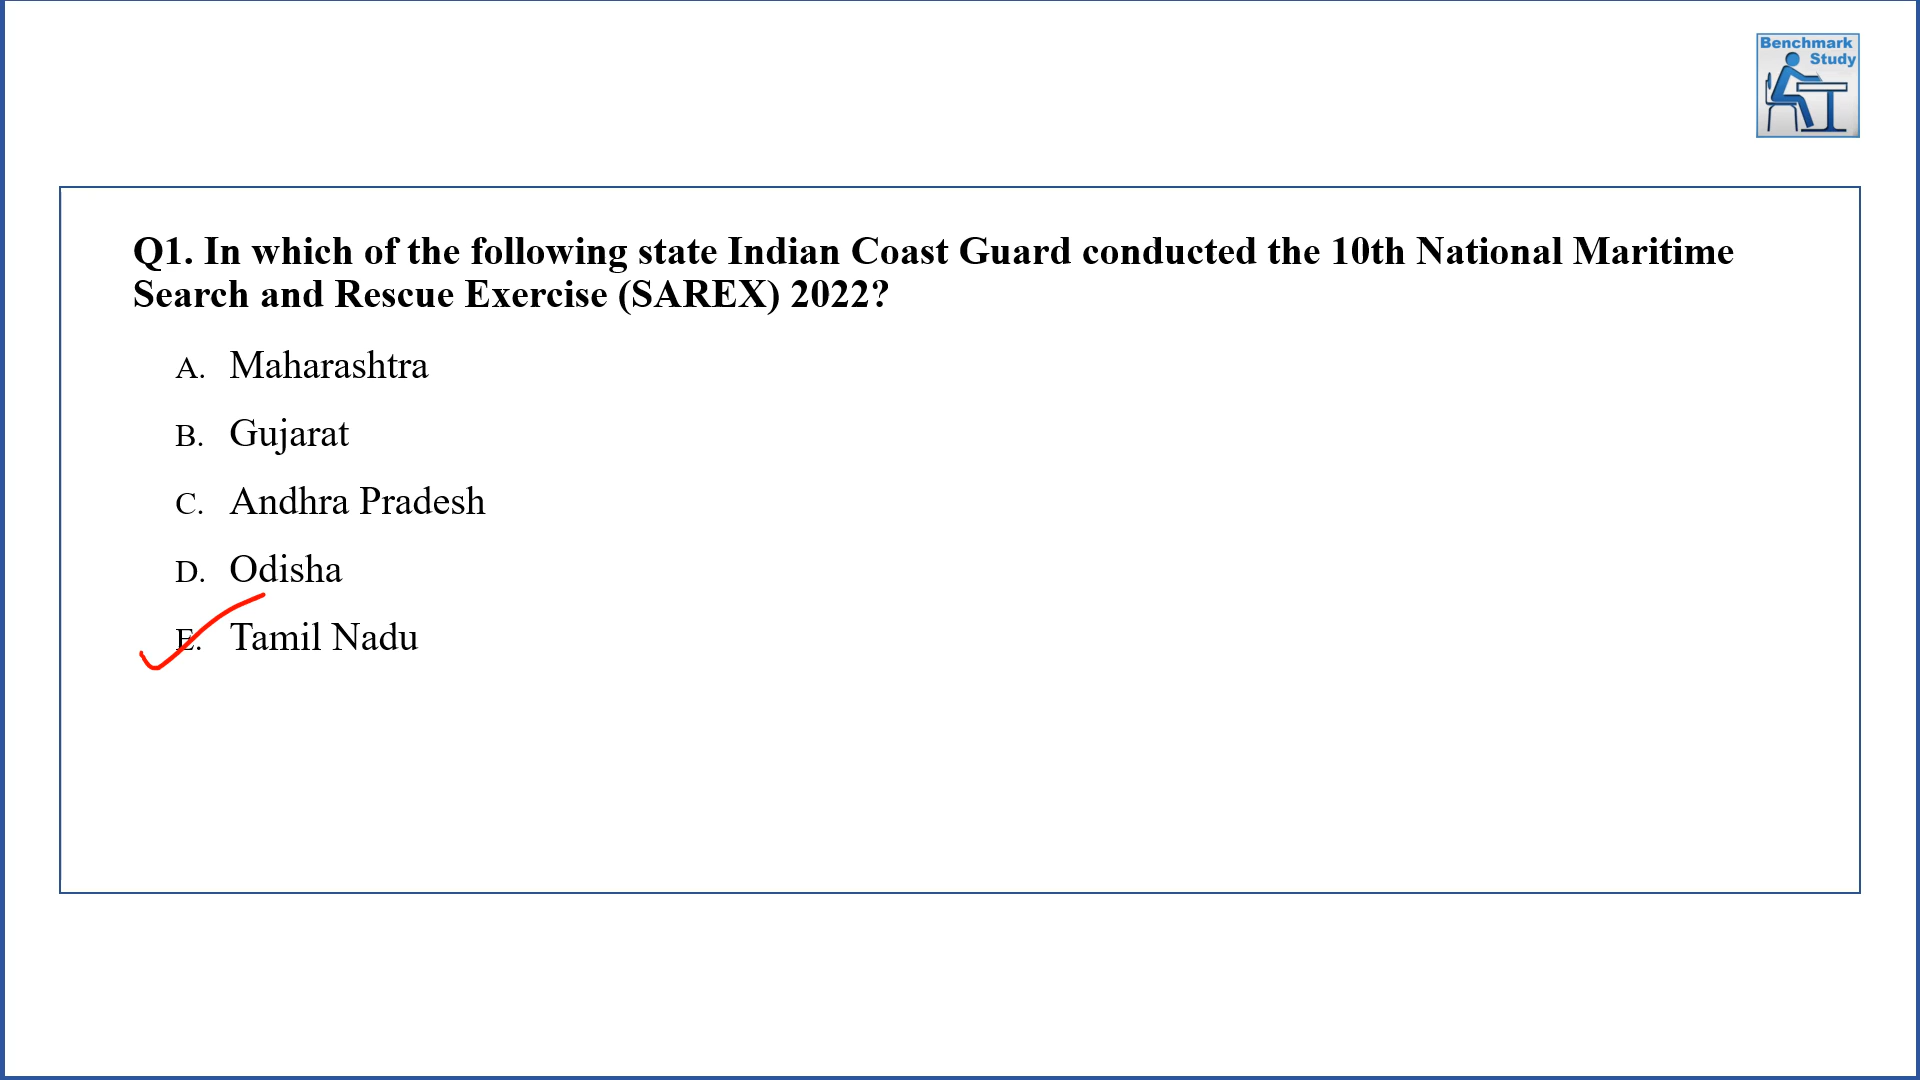 Benchmark
Study
Q1. In which of the following state Indian Coast Guard conducted the 10th National Maritime
Search and Rescue Exercise (SAREX) 2022?
A. Maharashtra
B. Gujarat
C. Andhra Pradesh
D. Odisha
E. Tamil Nadu